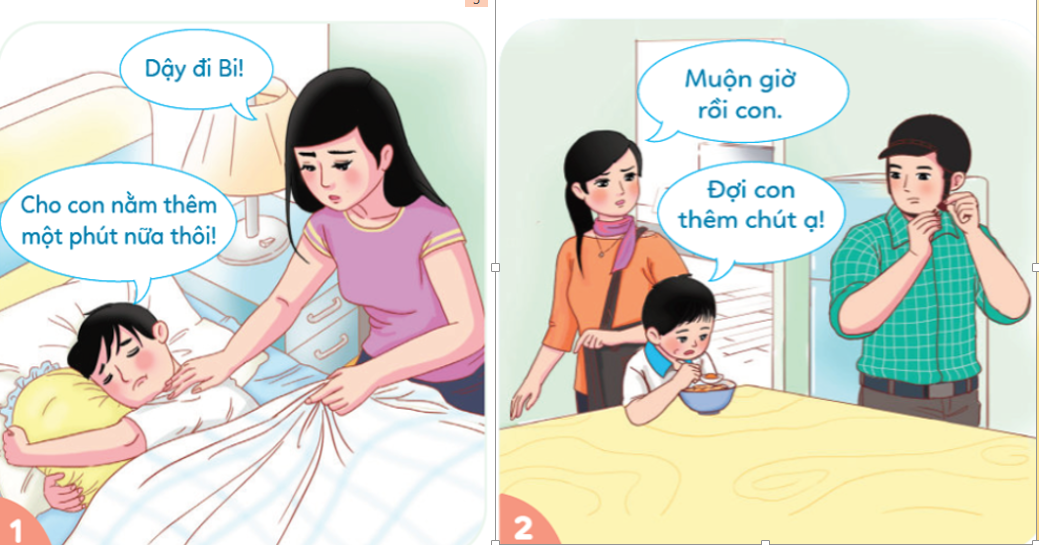 Dậy đi Bi!
Cho con nằm thêm
một phút nữa thôi!
1
Muộn giờ
rồi con.
Đợi con
thêm chút ạ!
2